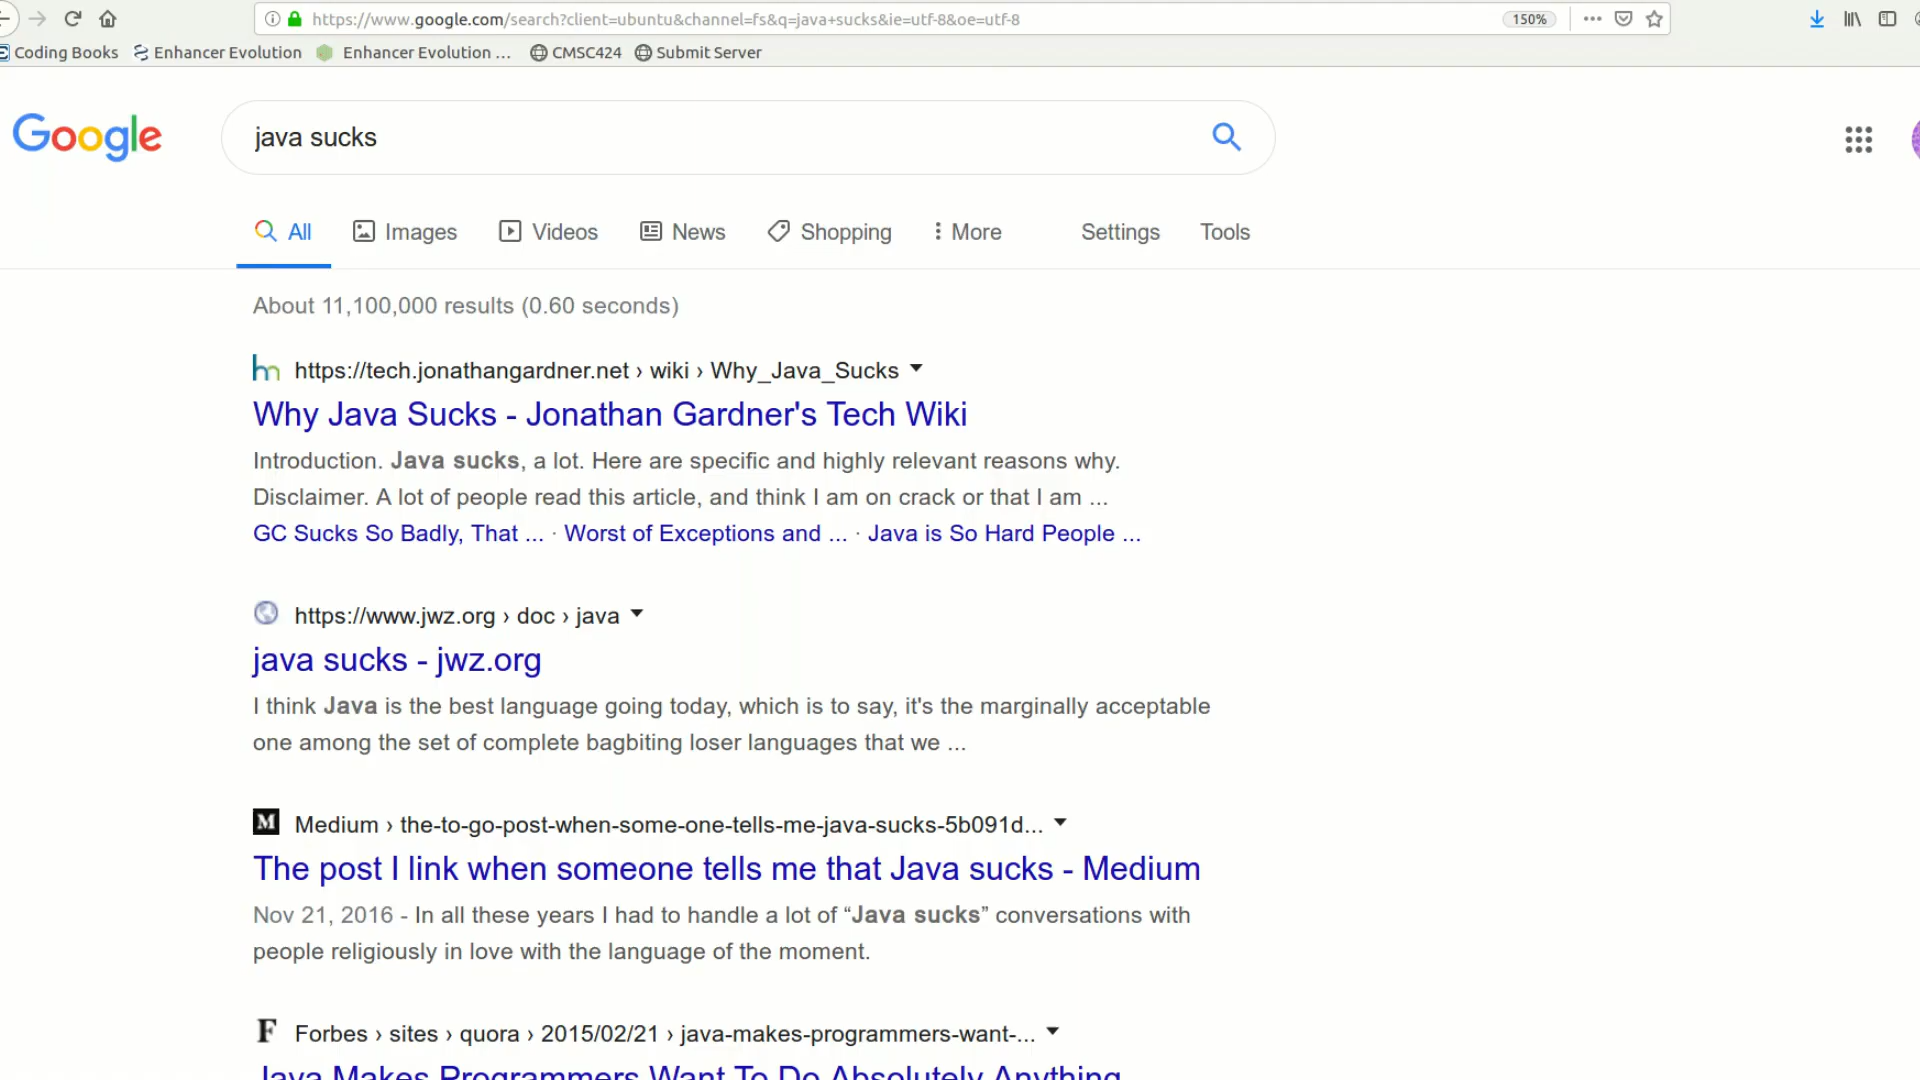 https://www.google.com/search?client=ubuntu&channel=fs&q=java+sucks&ie=utf-8&oe=utf-8 150%
Coding Books Enhancer Evolution Enhancer Evolution ... CMSC424 Submit Server
Google java sucks
All Images Videos News Shopping More Settings Tools
About 11,100,000 results (0.60 seconds)
https://tech.jonathangardner.net › wiki › Why_Java_Sucks
Why Java Sucks - Jonathan Gardner's Tech Wiki
Introduction. Java sucks, a lot. Here are specific and highly relevant reasons why.
Disclaimer. A lot of people read this article, and think I am on crack or that I am ...
GC Sucks So Badly, That ... · Worst of Exceptions and ... · Java is So Hard People ...
https://www.jwz.org › doc › java
java sucks - jwz.org
I think Java is the best language going today, which is to say, it's the marginally acceptable
one among the set of complete bagbiting loser languages that we ...
M Medium › the-to-go-post-when-some-one-tells-me-java-sucks-5b091d...
The post I link when someone tells me that Java sucks - Medium
Nov 21, 2016 - In all these years I had to handle a lot of “Java sucks” conversations with
people religiously in love with the language of the moment.
F Forbes › sites › quora › 2015/02/21 › java-makes-programmers-want-...
Java Makes Programmers Want To Do Absolutely Anything